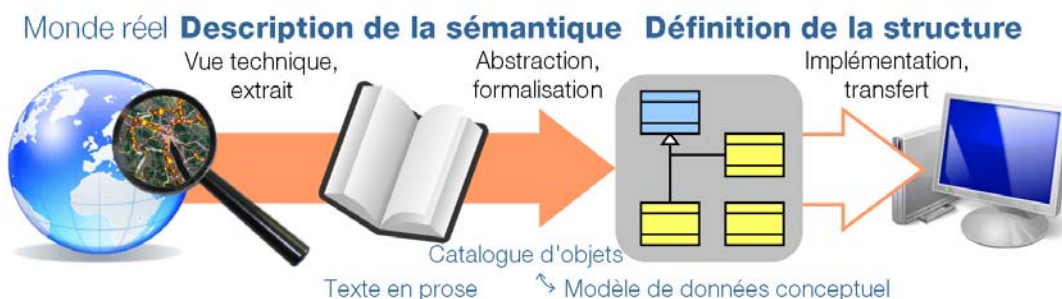 Monde réel Description de la sémantique Définition de la structure
Vue technique,
extrait
Abstraction,
formalisation
Implémentation,
transfert
Catalogue d'objets
Texte en prose
Modèle de données conceptuel